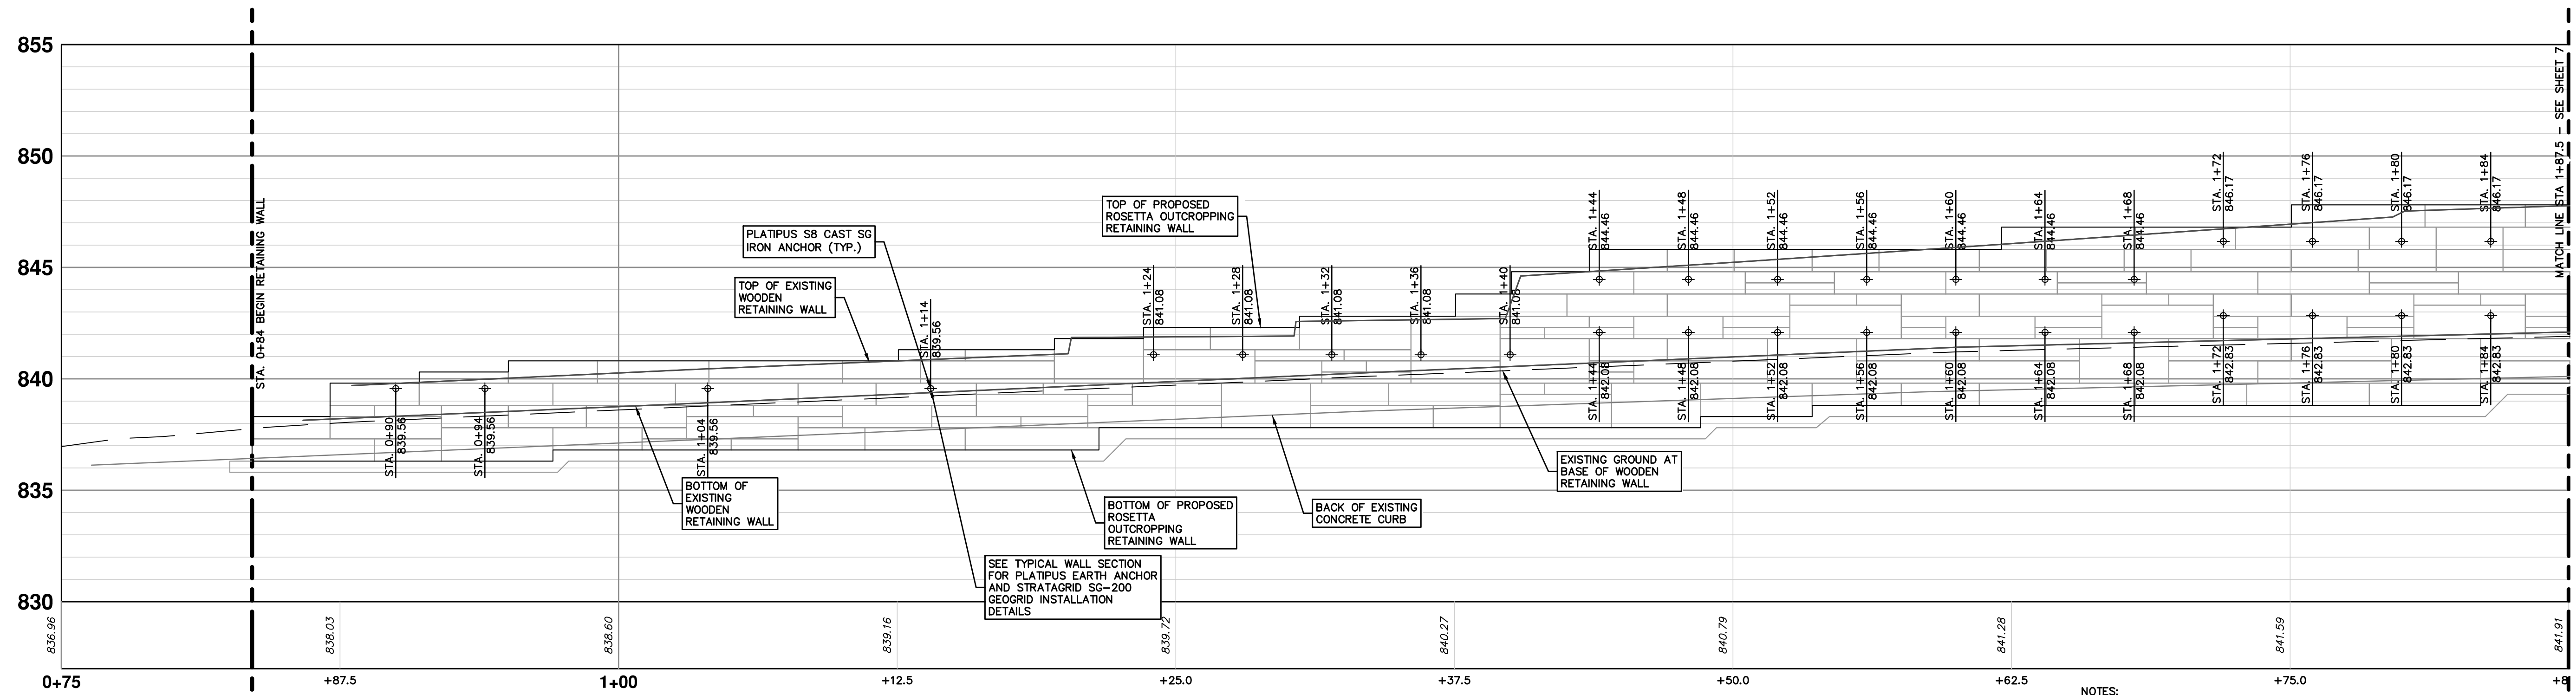 855
850
845
840
835
830
STA. 0+84 BEGIN RETAINING WALL
MATCH LINE STA 1+87.5 – SEE SHEET 7
PLATIPUS S8 CAST SG
IRON ANCHOR (TYP.)
TOP OF EXISTING
WOODEN
RETAINING WALL
TOP OF PROPOSED
ROSETTA OUTCROPPING
RETAINING WALL
BOTTOM OF
EXISTING
WOODEN
RETAINING WALL
SEE TYPICAL WALL SECTION
FOR PLATIPUS EARTH ANCHOR
AND STRATAGRID SG-200
GEOGRID INSTALLATION
DETAILS
BOTTOM OF PROPOSED
ROSETTA
OUTCROPPING
RETAINING WALL
BACK OF EXISTING
CONCRETE CURB
EXISTING GROUND AT
BASE OF WOODEN
RETAINING WALL
STA. 0+90
839.56
STA. 0+94
839.56
STA. 1+04
839.56
STA. 1+14
839.56
STA. 1+24
841.08
STA. 1+28
841.08
STA. 1+32
841.08
STA. 1+36
841.08
STA. 1+40
841.08
STA. 1+44
844.46
STA. 1+48
844.46
STA. 1+52
844.46
STA. 1+56
844.46
STA. 1+60
844.46
STA. 1+64
844.46
STA. 1+68
844.46
STA. 1+72
846.17
STA. 1+76
846.17
STA. 1+80
846.17
STA. 1+84
846.17
STA. 1+44
842.08
STA. 1+48
842.08
STA. 1+52
842.08
STA. 1+56
842.08
STA. 1+60
842.08
STA. 1+64
842.08
STA. 1+68
842.08
STA. 1+72
842.83
STA. 1+76
842.83
STA. 1+80
842.83
STA. 1+84
842.83
836.96
838.03
838.60
839.16
839.72
840.27
840.79
841.28
841.59
841.91
0+75
+87.5
1+00
+12.5
+25.0
+37.5
+50.0
+62.5
+75.0
+8
NOTES: